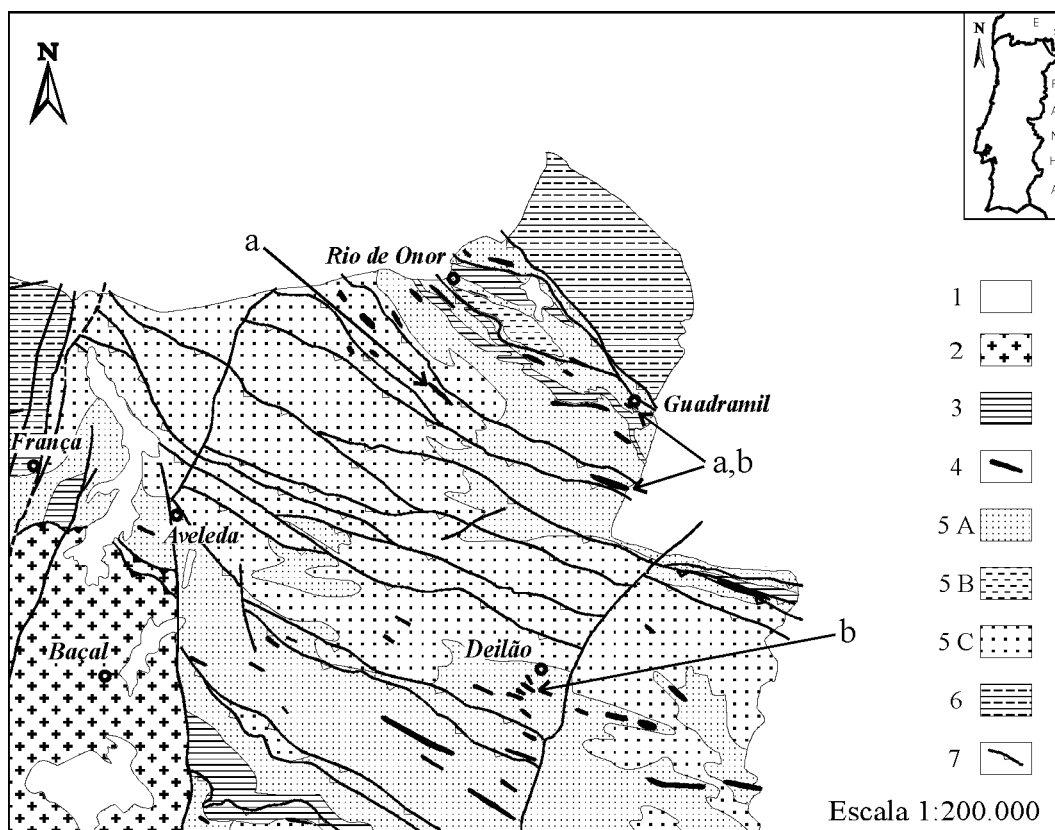 N
N
E
S
P
A
N
H
A
a
Rio de Onor
Guadramil
a,b
França
Aveleda
Baçal
Deilão
b
1
2
3
4
5 A
5 B
5 C
6
7
Escala 1:200.000